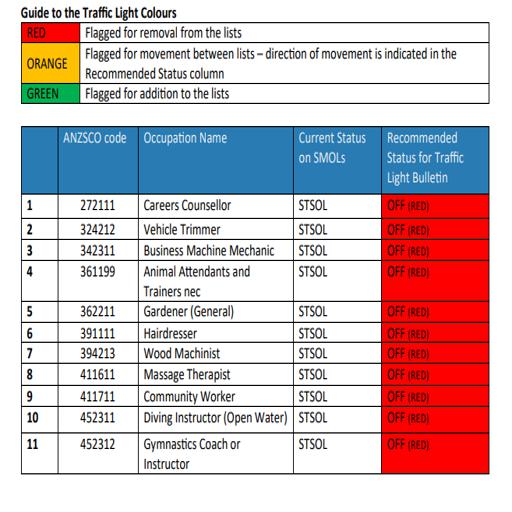 Guide to the Traffic Light Colours
RED Flagged for removal from the lists
ORANGE Flagged for movement between lists – direction of movement is indicated in the
Recommended Status column
GREEN Flagged for addition to the lists
ANZSCO code Occupation Name Current Status Recommended
on SMOLs Status for Traffic
Light Bulletin
1 272111 Careers Counsellor STSOL OFF (RED)
2 324212 Vehicle Trimmer STSOL OFF (RED)
3 342311 Business Machine Mechanic STSOL OFF (RED)
4 361199 Animal Attendants and STSOL OFF (RED)
Trainers nec
5 362211 Gardener (General) STSOL OFF (RED)
6 391111 Hairdresser STSOL OFF (RED)
7 394213 Wood Machinist STSOL OFF (RED)
8 411611 Massage Therapist STSOL OFF (RED)
9 411711 Community Worker STSOL OFF (RED)
10 452311 Diving Instructor (Open Water) STSOL OFF (RED)
11 452312 Gymnastics Coach or STSOL OFF (RED)
Instructor